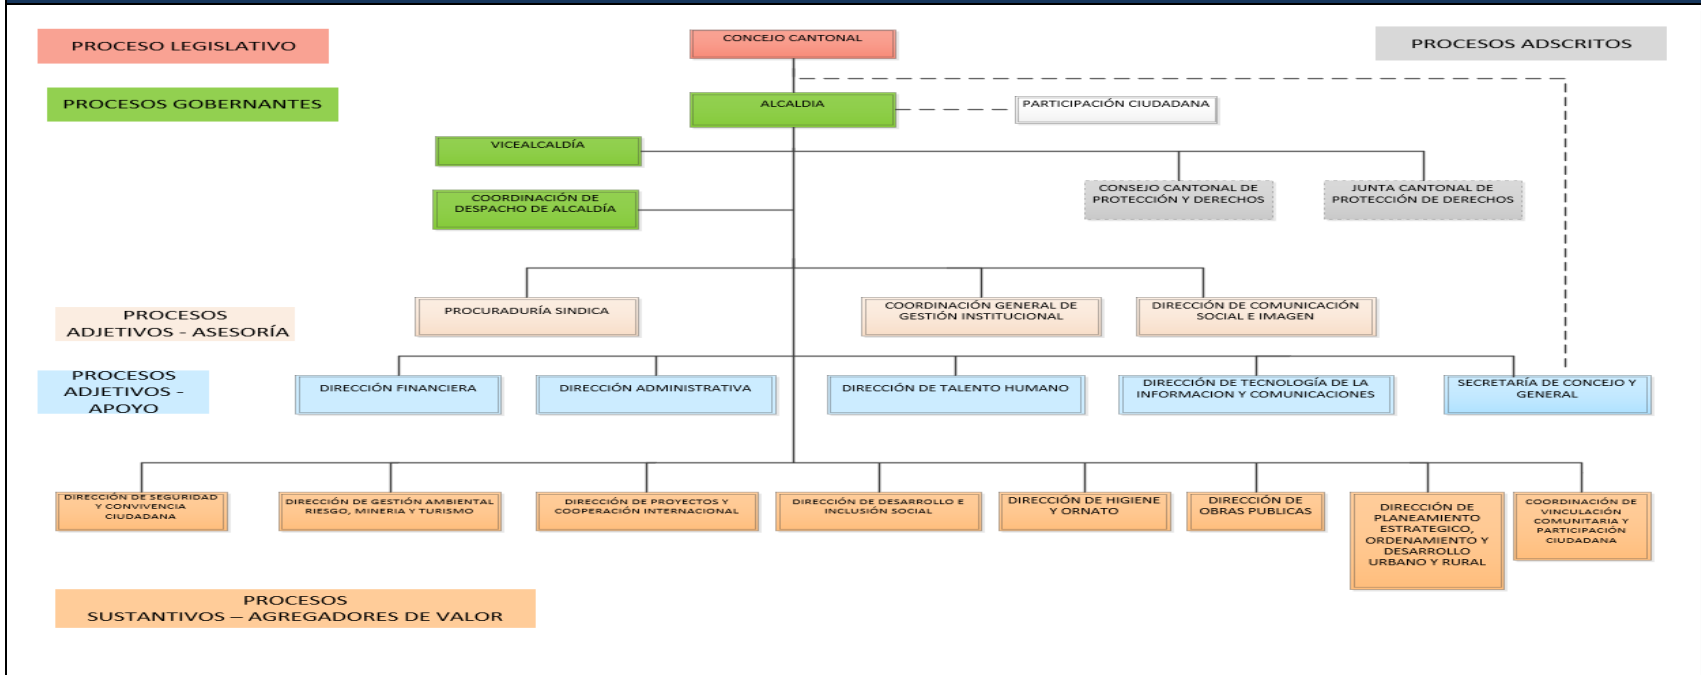 PROCESO LEGISLATIVO
CONCEJO CANTONAL
PROCESOS ADSCRITOS
PROCESOS GOBERNANTES
ALCALDIA
PARTICIPACIÓN CIUDADANA
VICEALCALDÍA
COORDINACIÓN DE
DESPACHO DE ALCALDÍA
CONSEJO CANTONAL DE
PROTECCIÓN Y DERECHOS
JUNTA CANTONAL DE
PROTECCIÓN DE DERECHOS
PROCESOS
ADJETIVOS - ASESORÍA
PROCURADURÍA SINDICA
COORDINACIÓN GENERAL DE
GESTIÓN INSTITUCIONAL
DIRECCIÓN DE COMUNICACIÓN
SOCIAL E IMAGEN
PROCESOS
ADJETIVOS -
APOYO
DIRECCIÓN FINANCIERA
DIRECCIÓN ADMINISTRATIVA
DIRECCIÓN DE TALENTO HUMANO
DIRECCIÓN DE TECNOLOGÍA DE LA
INFORMACION Y COMUNICACIONES
SECRETARÍA DE CONCEJO Y
GENERAL
DIRECCIÓN DE SEGURIDAD
Y CONVIVENCIA
CIUDADANA
DIRECCIÓN DE GESTIÓN AMBIENTAL
RIESGO, MINERIA Y TURISMO
DIRECCIÓN DE PROYECTOS Y
COOPERACIÓN INTERNACIONAL
DIRECCIÓN DE DESARROLLO E
INCLUSIÓN SOCIAL
DIRECCIÓN DE HIGIENE
Y ORNATO
DIRECCIÓN DE
OBRAS PUBLICAS
DIRECCIÓN DE
PLANEAMIENTO
ESTRATEGICO,
ORDENAMIENTO Y
DESARROLLO
URBANO Y RURAL
COORDINACIÓN DE
VINCULACIÓN
COMUNITARIA Y
PARTICIPACIÓN
CIUDADANA
PROCESOS
SUSTANTIVOS – AGREGADORES DE VALOR